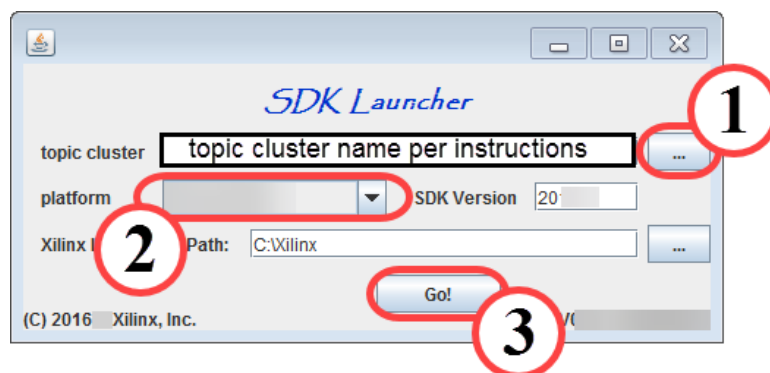 SDK Launcher
1
topic cluster topic cluster name per instructions ...
platform SDK Version 201
2
Xilinx I Path: C:\Xilinx ...
Go!
3
(C) 2016 Xilinx, Inc.